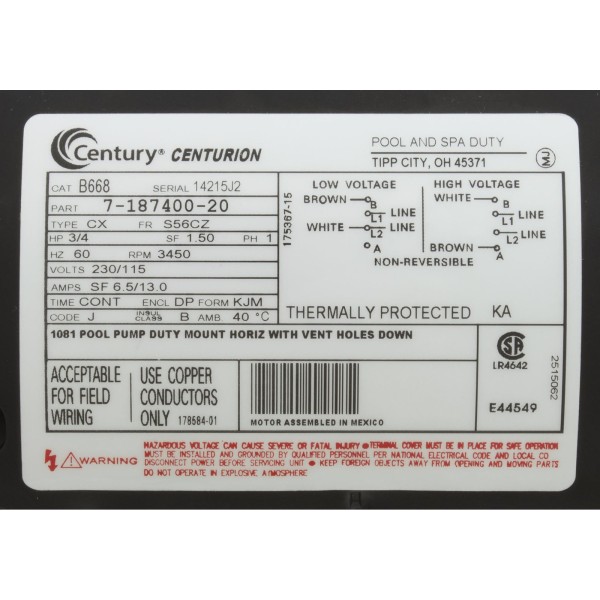 Century® CENTURION
POOL AND SPA DUTY
TIPP CITY, OH 45371
MJ
CAT B668 SERIAL 14215J2
PART 7-187400-20
TYPE CX FR S56CZ
HP 3/4 SF 1.50 PH 1
HZ 60 RPM 3450
VOLTS 230/115
AMPS SF 6.5/13.0
TIME CONT ENCL DP FORM KJM
CODE J INSUL CLASS B AMB. 40 °C
175367-15
LOW VOLTAGE
BROWN B
L1 LINE
WHITE L2 LINE
A
HIGH VOLTAGE
WHITE B
L1 LINE
L2 LINE
BROWN A
NON-REVERSIBLE
THERMALLY PROTECTED KA
1081 POOL PUMP DUTY MOUNT HORIZ WITH VENT HOLES DOWN
ACCEPTABLE
FOR FIELD
WIRING
USE COPPER
CONDUCTORS
ONLY 178584-01
MOTOR ASSEMBLED IN MEXICO
LR4642
E44549
2515062
WARNING
HAZARDOUS VOLTAGE CAN CAUSE SEVERE OR FATAL INJURY ● TERMINAL COVER MUST BE IN PLACE FOR SAFE OPERATION
MUST BE INSTALLED AND GROUNDED BY QUALIFIED PERSONNEL PER NATIONAL ELECTRICAL CODE AND LOCAL CO
DISCONNECT POWER BEFORE SERVICING UNIT ● KEEP FOREIGN OBJECTS AWAY FROM OPENING AND MOVING PARTS
DO NOT OPERATE IN EXPLOSIVE ATMOSPHERE